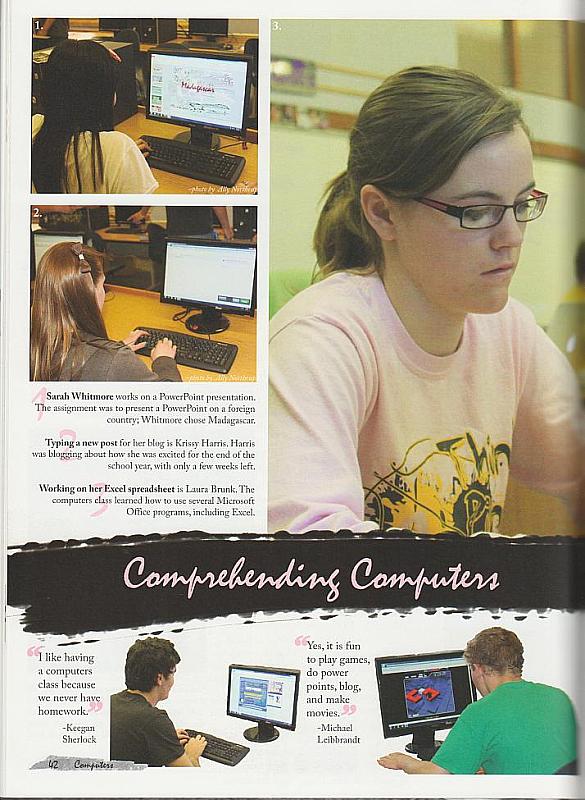 1.
Madagascar
-photo by Ally Northrup
2.
-photo by Ally Northrup
3.
1 Sarah Whitmore works on a PowerPoint presentation.
The assignment was to present a PowerPoint on a foreign
country; Whitmore chose Madagascar.
2 Typing a new post for her blog is Krissy Harris. Harris
was blogging about how she was excited for the end of the
school year, with only a few weeks left.
3 Working on her Excel spreadsheet is Laura Brunk. The
computers class learned how to use several Microsoft
Office programs, including Excel.
Comprehending Computers
“I like having
a computers
class because
we never have
homework.”
-Keegan
Sherlock
“Yes, it is fun
to play games,
do power
points, blog,
and make
movies.”
-Michael
Leibbrandt
42 Computers